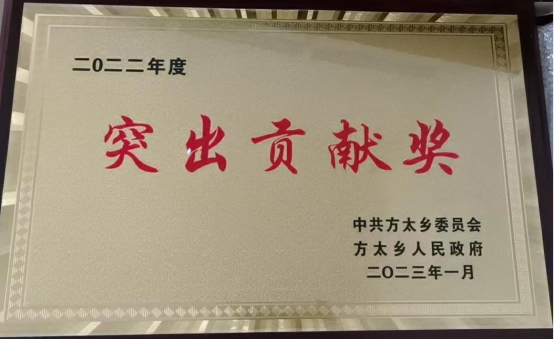 二〇二二年度
突出贡献奖
中共方太乡委员会
方太乡人民政府
二〇二三年一月